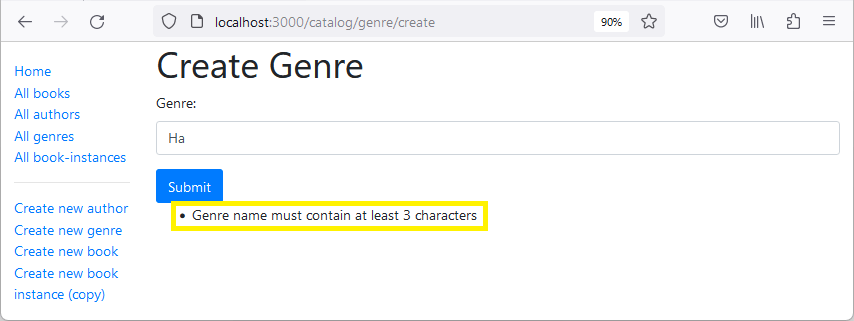 localhost:3000/catalog/genre/create
90%
Home
All books
All authors
All genres
All book-instances
Create new author
Create new genre
Create new book
Create new book
instance (copy)
Create Genre
Genre:
Ha
Submit
• Genre name must contain at least 3 characters